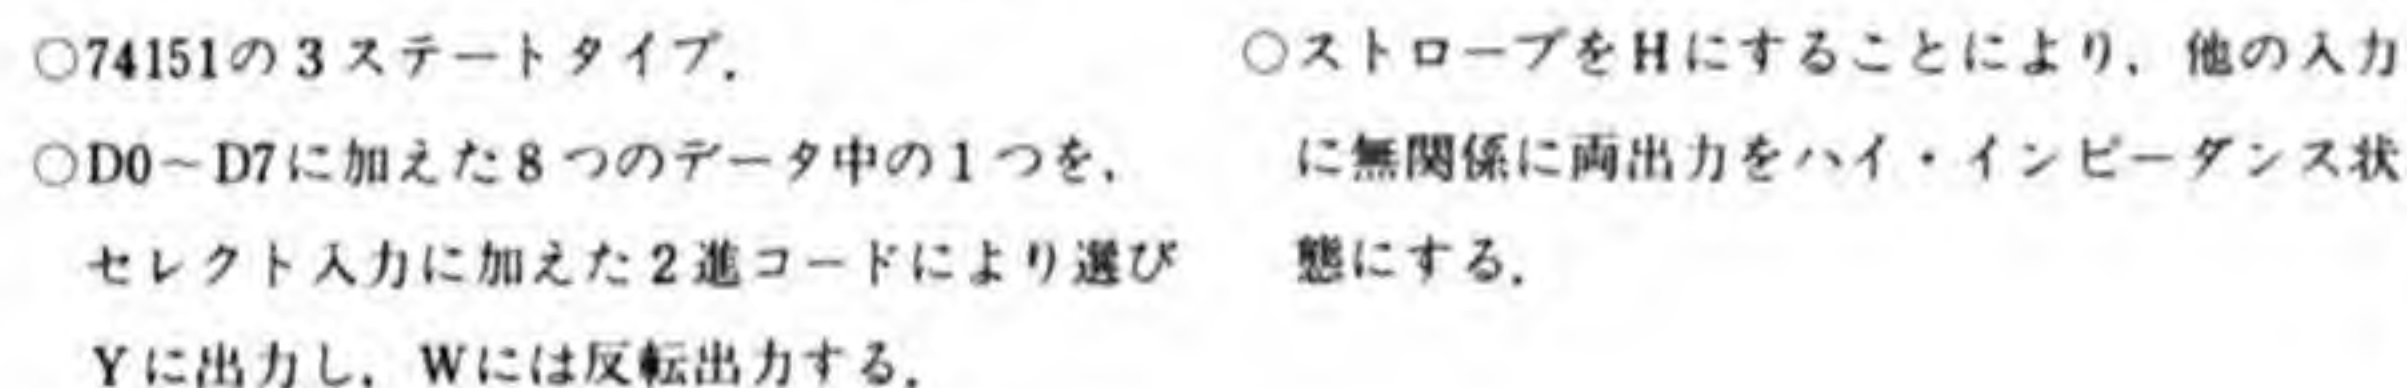 ○74151の3ステートタイプ．
○D0〜D7に加えた8つのデータ中の1つを，
セレクト入力に加えた2進コードにより選び
Yに出力し，Wには反転出力する．
○ストローブをHにすることにより，他の入力
に無関係に両出力をハイ・インピーダンス状
態にする．